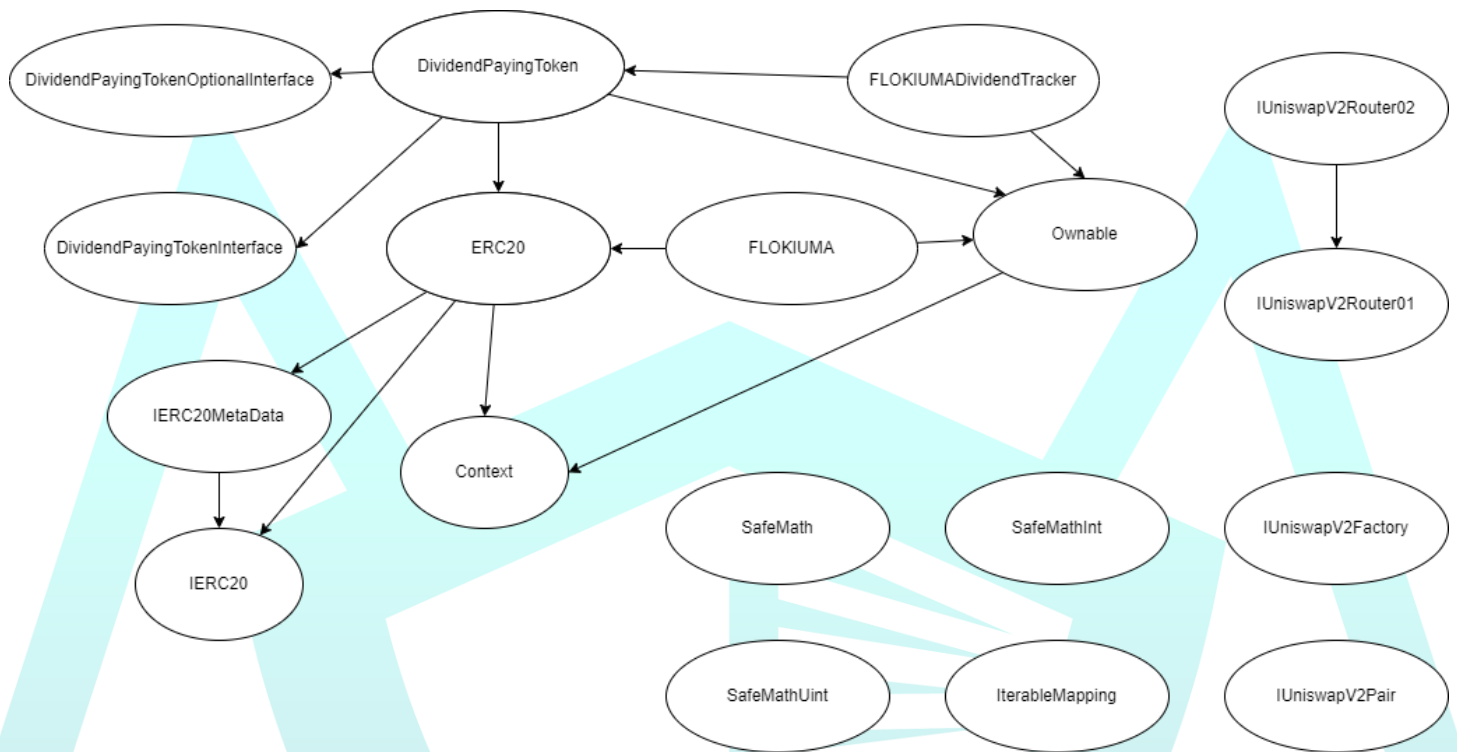 DividendPayingTokenOptionalInterface
DividendPayingToken
FLOKIUMADividendTracker
IUniswapV2Router02
DividendPayingTokenInterface
ERC20
FLOKIUMA
Ownable
IUniswapV2Router01
IERC20MetaData
Context
IERC20
SafeMath
SafeMathInt
IUniswapV2Factory
SafeMathUint
IterableMapping
IUniswapV2Pair